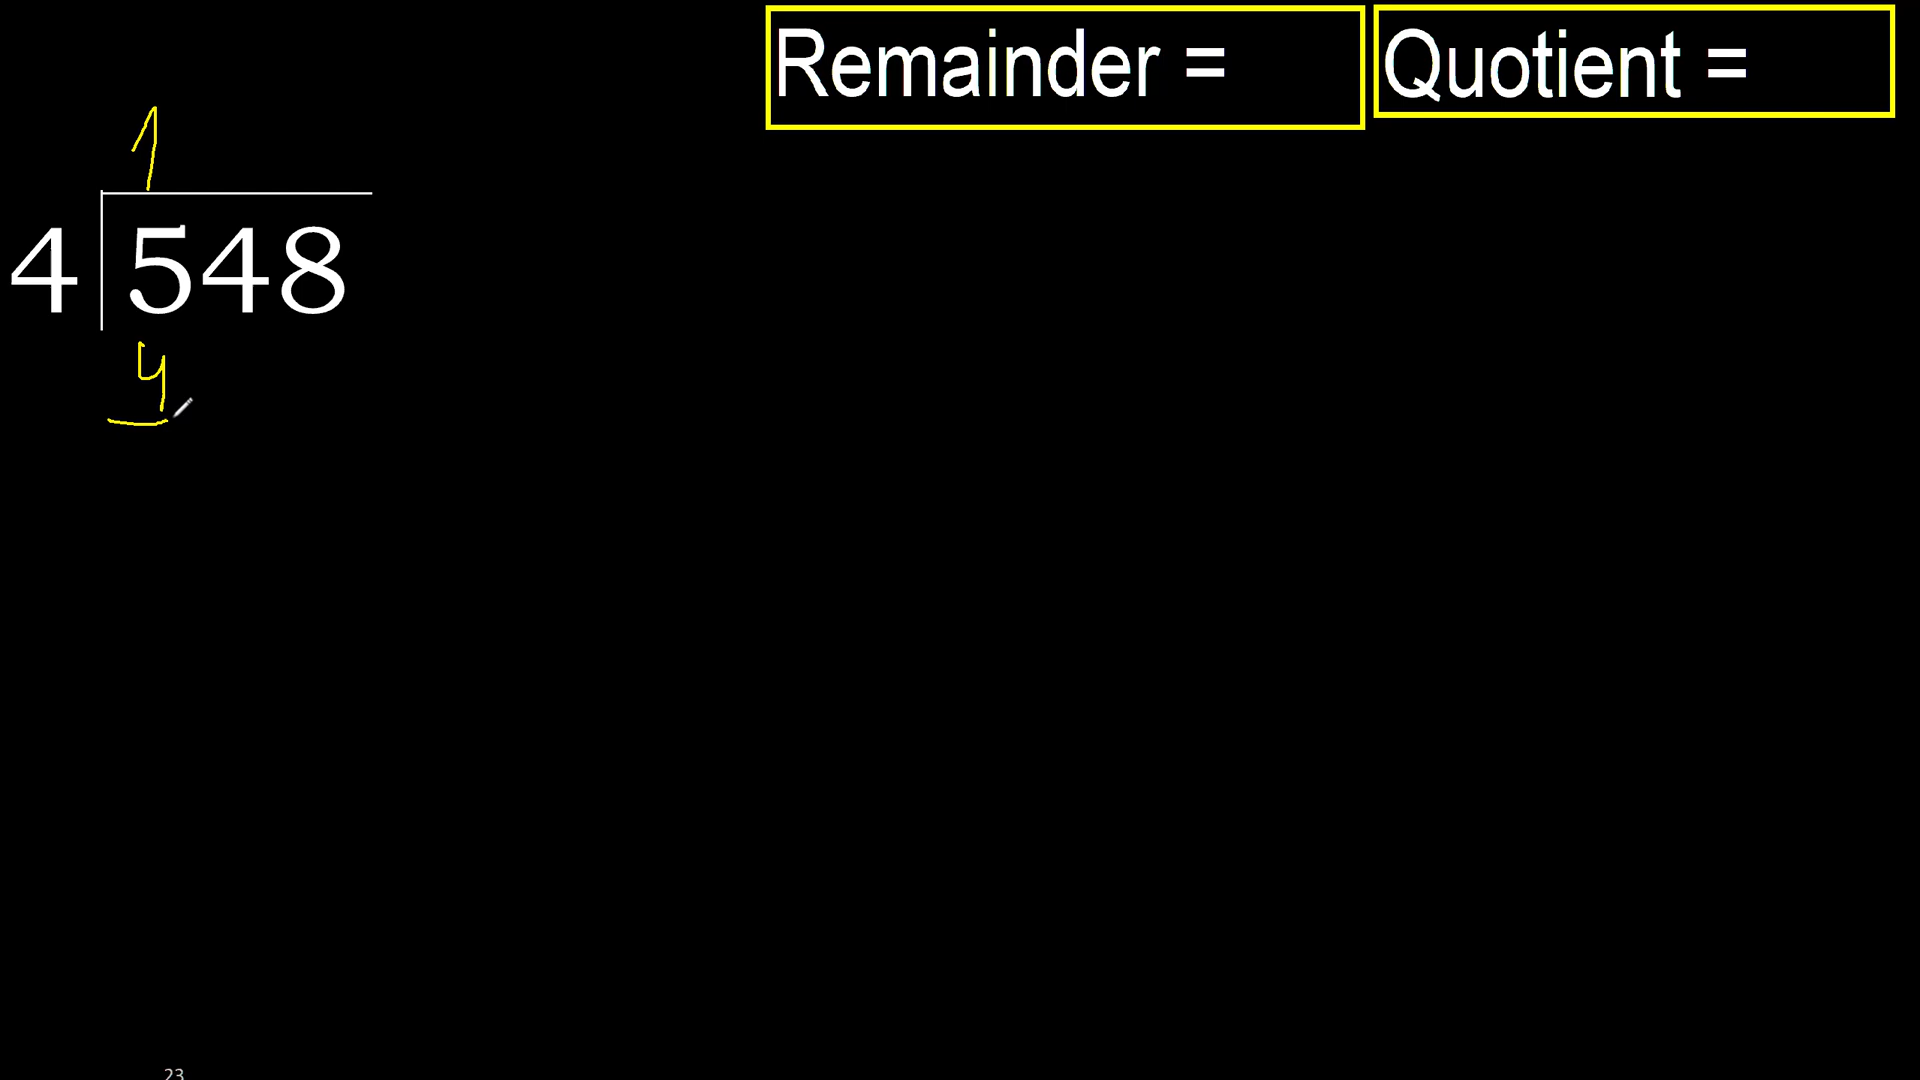 Remainder = Quotient =
1
4 548
4
23